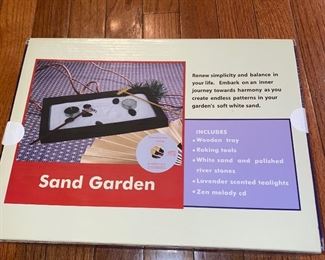 Renew simplicity and balance in
your life. Embark on an inner
journey towards harmony as you
create endless patterns in your
garden's soft white sand.
INCLUDES
• Wooden tray
• Raking tools
• White sand and polished
river stones
• Lavender scented tealights
• Zen melody cd
Sand Garden